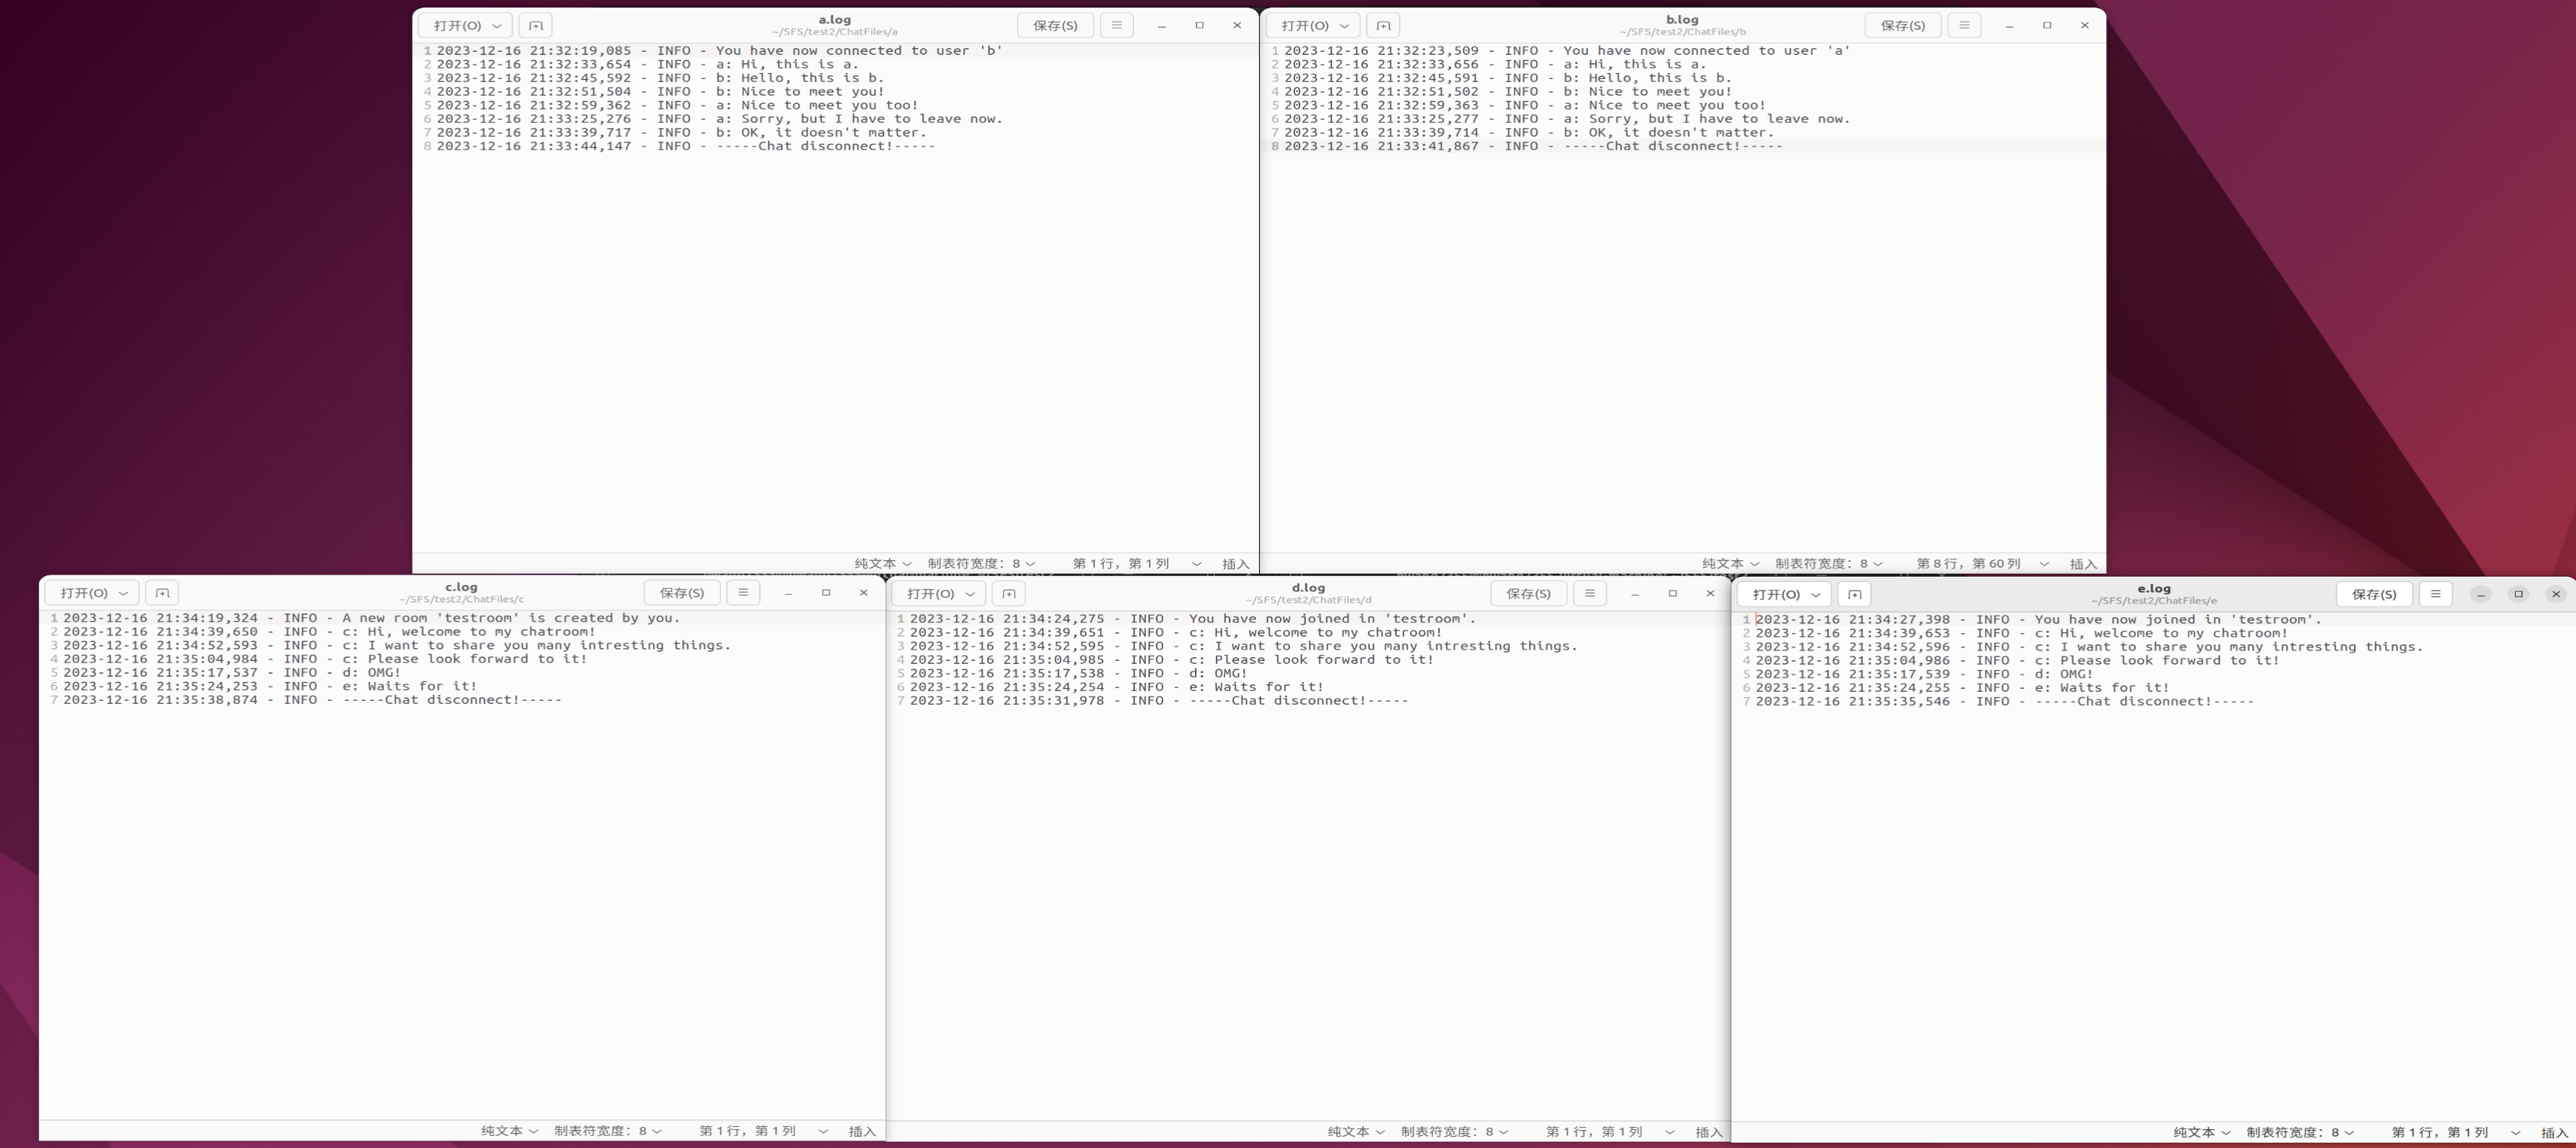 打开(O)
a.log
~/SFS/test2/ChatFiles/a
保存(S)
1 2023-12-16 21:32:19,085 - INFO - You have now connected to user 'b'
2 2023-12-16 21:32:33,654 - INFO - a: Hi, this is a.
3 2023-12-16 21:32:45,592 - INFO - b: Hello, this is b.
4 2023-12-16 21:32:51,504 - INFO - b: Nice to meet you!
5 2023-12-16 21:32:59,362 - INFO - a: Nice to meet you too!
6 2023-12-16 21:33:25,276 - INFO - a: Sorry, but I have to leave now.
7 2023-12-16 21:33:39,717 - INFO - b: OK, it doesn't matter.
8 2023-12-16 21:33:44,147 - INFO - -----Chat disconnect!-----
纯文本 制表符宽度：8 第 1 行，第 1 列 插入
打开(O)
b.log
~/SFS/test2/ChatFiles/b
保存(S)
1 2023-12-16 21:32:23,509 - INFO - You have now connected to user 'a'
2 2023-12-16 21:32:33,656 - INFO - a: Hi, this is a.
3 2023-12-16 21:32:45,591 - INFO - b: Hello, this is b.
4 2023-12-16 21:32:51,502 - INFO - b: Nice to meet you!
5 2023-12-16 21:32:59,363 - INFO - a: Nice to meet you too!
6 2023-12-16 21:33:25,277 - INFO - a: Sorry, but I have to leave now.
7 2023-12-16 21:33:39,714 - INFO - b: OK, it doesn't matter.
8 2023-12-16 21:33:41,867 - INFO - -----Chat disconnect!-----
纯文本 制表符宽度：8 第 8 行，第 60 列 插入
打开(O)
c.log
~/SFS/test2/ChatFiles/c
保存(S)
1 2023-12-16 21:34:19,324 - INFO - A new room 'testroom' is created by you.
2 2023-12-16 21:34:39,650 - INFO - c: Hi, welcome to my chatroom!
3 2023-12-16 21:34:52,593 - INFO - c: I want to share you many intresting things.
4 2023-12-16 21:35:04,984 - INFO - c: Please look forward to it!
5 2023-12-16 21:35:17,537 - INFO - d: OMG!
6 2023-12-16 21:35:24,253 - INFO - e: Waits for it!
7 2023-12-16 21:35:38,874 - INFO - -----Chat disconnect!-----
纯文本 制表符宽度：8 第 1 行，第 1 列 插入
打开(O)
d.log
~/SFS/test2/ChatFiles/d
保存(S)
1 2023-12-16 21:34:24,275 - INFO - You have now joined in 'testroom'.
2 2023-12-16 21:34:39,651 - INFO - c: Hi, welcome to my chatroom!
3 2023-12-16 21:34:52,595 - INFO - c: I want to share you many intresting things.
4 2023-12-16 21:35:04,985 - INFO - c: Please look forward to it!
5 2023-12-16 21:35:17,538 - INFO - d: OMG!
6 2023-12-16 21:35:24,254 - INFO - e: Waits for it!
7 2023-12-16 21:35:31,978 - INFO - -----Chat disconnect!-----
纯文本 制表符宽度：8 第 1 行，第 1 列 插入
打开(O)
e.log
~/SFS/test2/ChatFiles/e
保存(S)
1 2023-12-16 21:34:27,398 - INFO - You have now joined in 'testroom'.
2 2023-12-16 21:34:39,653 - INFO - c: Hi, welcome to my chatroom!
3 2023-12-16 21:34:52,596 - INFO - c: I want to share you many intresting things.
4 2023-12-16 21:35:04,986 - INFO - c: Please look forward to it!
5 2023-12-16 21:35:17,539 - INFO - d: OMG!
6 2023-12-16 21:35:24,255 - INFO - e: Waits for it!
7 2023-12-16 21:35:35,546 - INFO - -----Chat disconnect!-----
纯文本 制表符宽度：8 第 1 行，第 1 列 插入